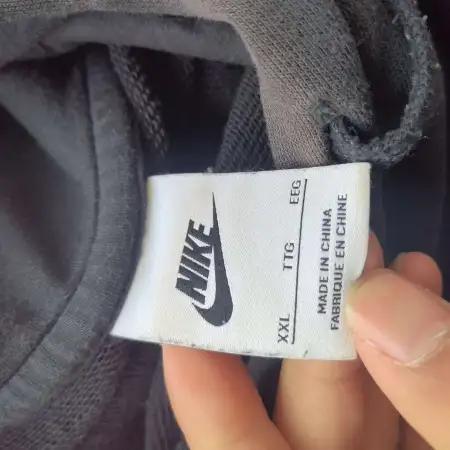 NIKE
XXL TTG EEG
MADE IN CHINA
FABRIQUE EN CHINE